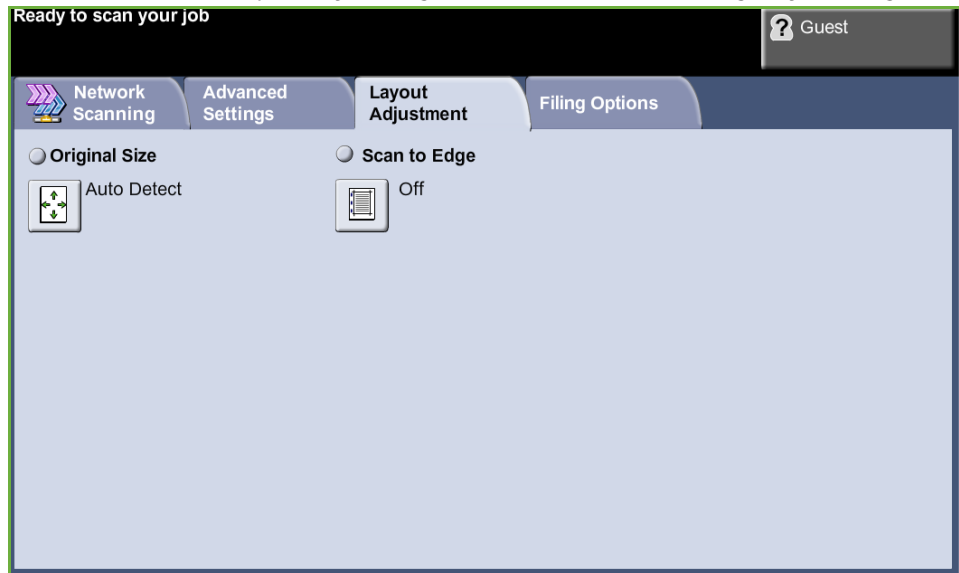 Ready to scan your job
Guest
Network
Scanning
Advanced
Settings
Layout
Adjustment
Filing Options
Original Size
Auto Detect
Scan to Edge
Off